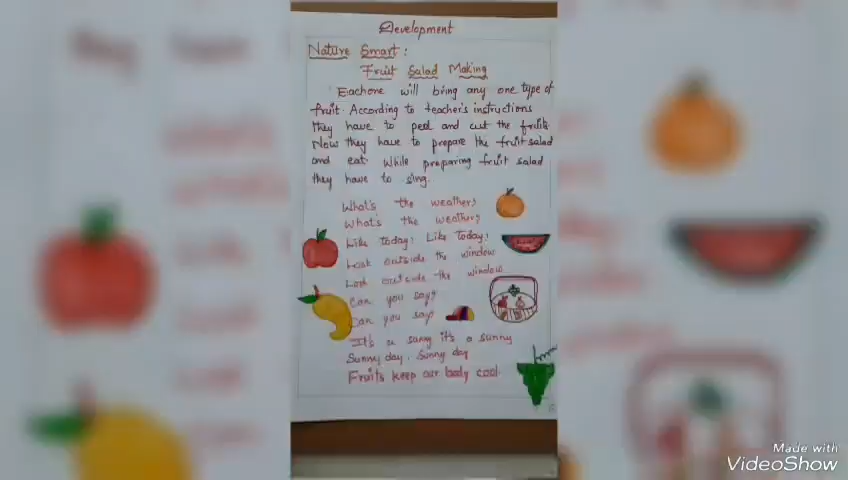 Development
Nature Smart:
Fruit Salad Making
Eachone will bring any one type of
fruit. According to teacher's instructions
they have to peel and cut the fruits.
Now they have to prepare the fruit salad
and eat. While preparing fruit salad
they have to sing.
What's the weather?
What's the weather?
Like today? Like Today?
Look outside the window
Look outside the window
Can you say?
Can you say?
It's a sunny it's a sunny
Sunny day. Sunny day
Fruits keep our body cool.
Made with
VideoShow